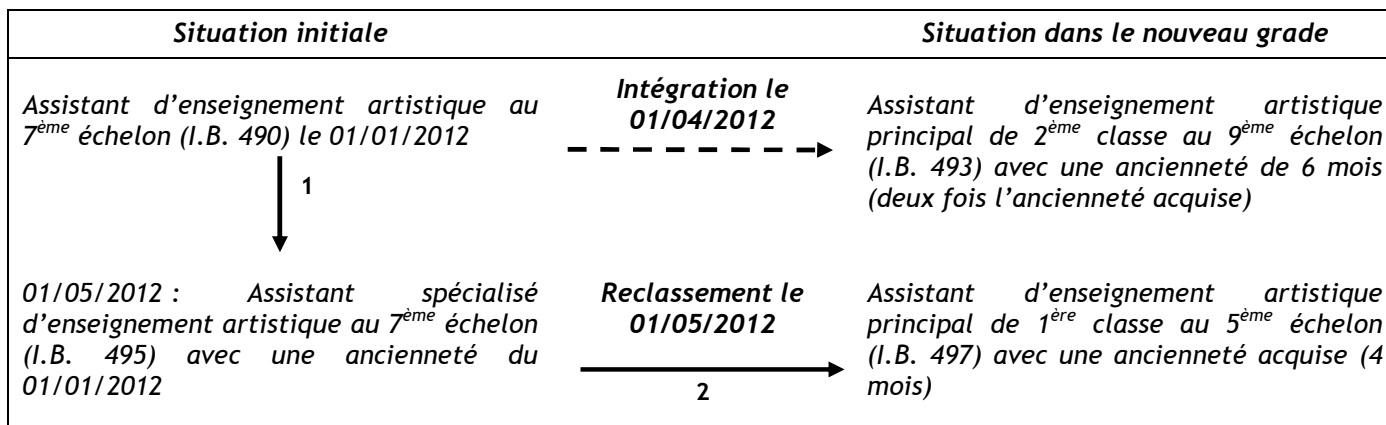 Situation initiale
Situation dans le nouveau grade
Assistant d’enseignement artistique au
7ème échelon (I.B. 490) le 01/01/2012
Intégration le
01/04/2012
Assistant d’enseignement artistique
principal de 2ème classe au 9ème échelon
(I.B. 493) avec une ancienneté de 6 mois
(deux fois l’ancienneté acquise)
1
01/05/2012 : Assistant spécialisé
d’enseignement artistique au 7ème échelon
(I.B. 495) avec une ancienneté du
01/01/2012
Reclassement le
01/05/2012
2
Assistant d’enseignement artistique
principal de 1ère classe au 5ème échelon
(I.B. 497) avec une ancienneté acquise (4
mois)